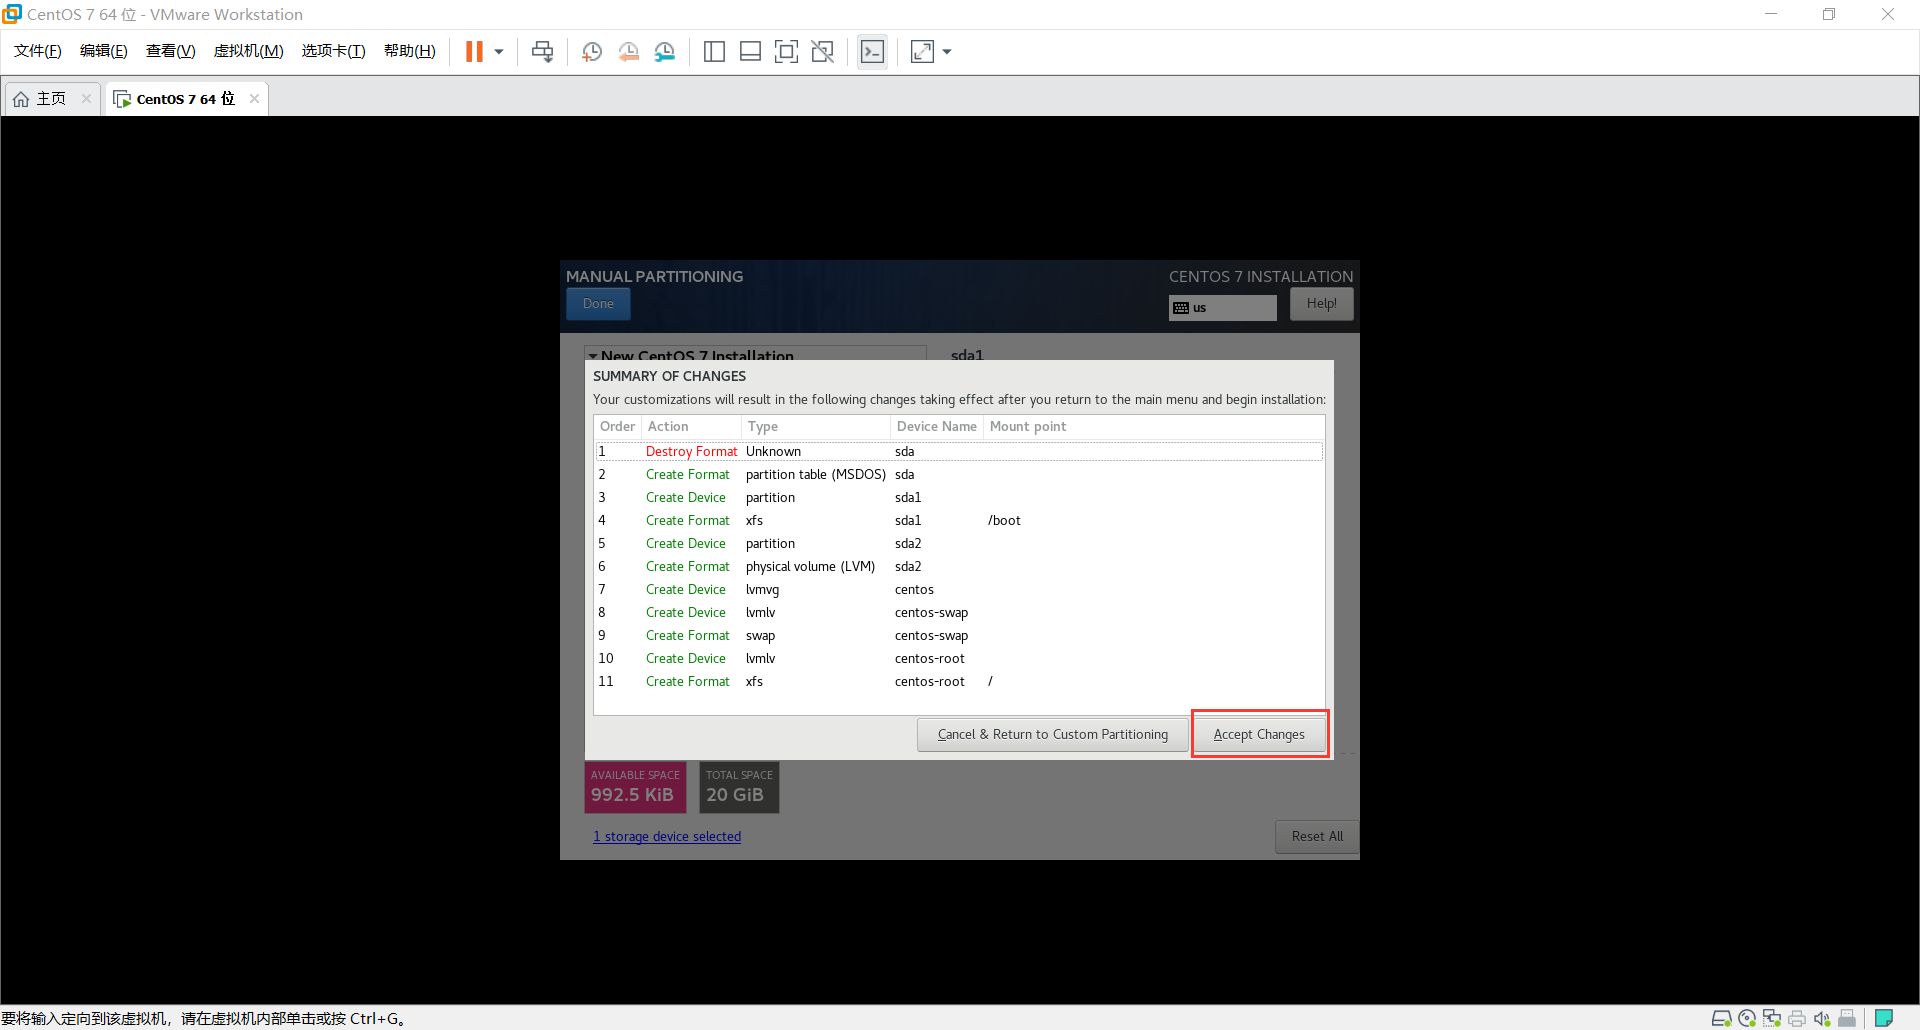 CentOS 7 64 位 - VMware Workstation
文件(F) 编辑(E) 查看(V) 虚拟机(M) 选项卡(T) 帮助(H)
主页 CentOS 7 64 位
MANUAL PARTITIONING
CENTOS 7 INSTALLATION
Done
us
Help!
New CentOS 7 Installation
sda1
SUMMARY OF CHANGES
Your customizations will result in the following changes taking effect after you return to the main menu and begin installation:
Order Action Type Device Name Mount point
1 Destroy Format Unknown sda
2 Create Format partition table (MSDOS) sda
3 Create Device partition sda1
4 Create Format xfs sda1 /boot
5 Create Device partition sda2
6 Create Format physical volume (LVM) sda2
7 Create Device lvmvg centos
8 Create Device lvmlv centos-swap
9 Create Format swap centos-swap
10 Create Device lvmlv centos-root
11 Create Format xfs centos-root /
Cancel & Return to Custom Partitioning
Accept Changes
AVAILABLE SPACE
992.5 KiB
TOTAL SPACE
20 GiB
1 storage device selected
Reset All
要将输入定向到该虚拟机，请在虚拟机内部单击或按 Ctrl+G。